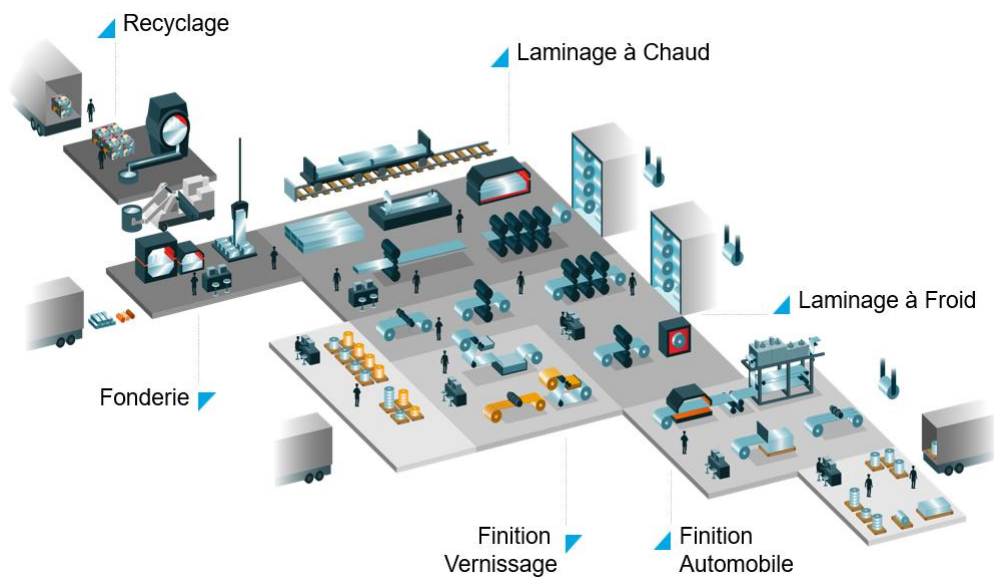 Recyclage
Laminage à Chaud
Laminage à Froid
Fonderie
Finition
Vernissage
Finition
Automobile